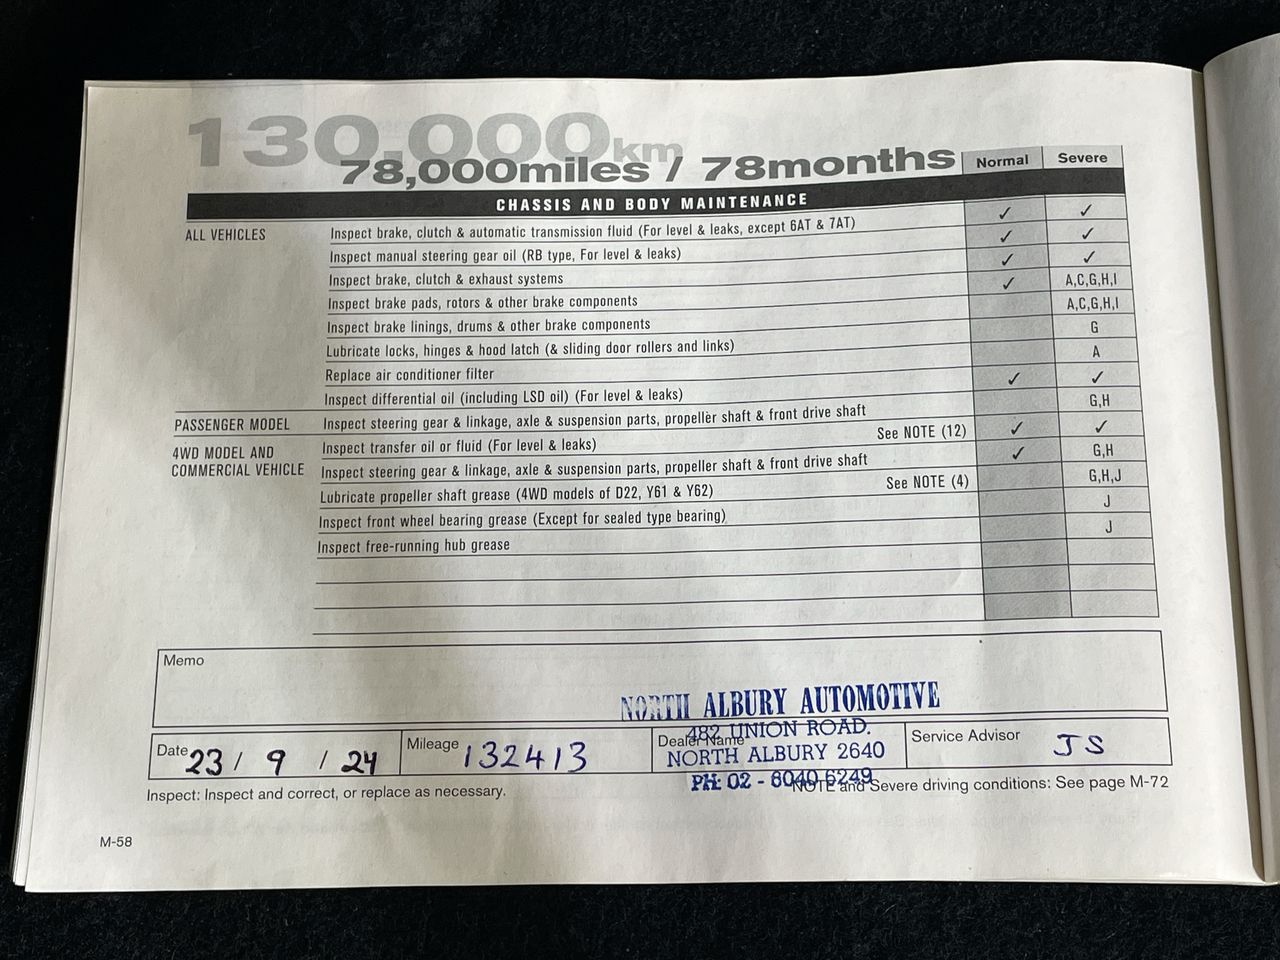 130,000km
78,000miles / 78months
Normal Severe
CHASSIS AND BODY MAINTENANCE
ALL VEHICLES
Inspect brake, clutch & automatic transmission fluid (For level & leaks, except 6AT & 7AT) ✓ ✓
Inspect manual steering gear oil (RB type, For level & leaks) ✓ ✓
Inspect brake, clutch & exhaust systems ✓ ✓
Inspect brake pads, rotors & other brake components ✓ A,C,G,H,I
Inspect brake linings, drums & other brake components A,C,G,H,I
Lubricate locks, hinges & hood latch (& sliding door rollers and links) G
Replace air conditioner filter A
Inspect differential oil (including LSD oil) (For level & leaks) ✓ ✓
PASSENGER MODEL
Inspect steering gear & linkage, axle & suspension parts, propeller shaft & front drive shaft G,H
4WD MODEL AND
COMMERCIAL VEHICLE
Inspect transfer oil or fluid (For level & leaks) See NOTE (12) ✓ ✓
Inspect steering gear & linkage, axle & suspension parts, propeller shaft & front drive shaft ✓ G,H
Lubricate propeller shaft grease (4WD models of D22, Y61 & Y62) See NOTE (4) G,H,J
Inspect front wheel bearing grease (Except for sealed type bearing) J
Inspect free-running hub grease J
Memo
NORTH ALBURY AUTOMOTIVE
482 UNION ROAD.
NORTH ALBURY 2640
PH: 02 - 6040 6249
Date 23 / 9 / 24
Mileage 132413
Dealer Name
Service Advisor JS
Inspect: Inspect and correct, or replace as necessary.
NOTE and Severe driving conditions: See page M-72
M-58